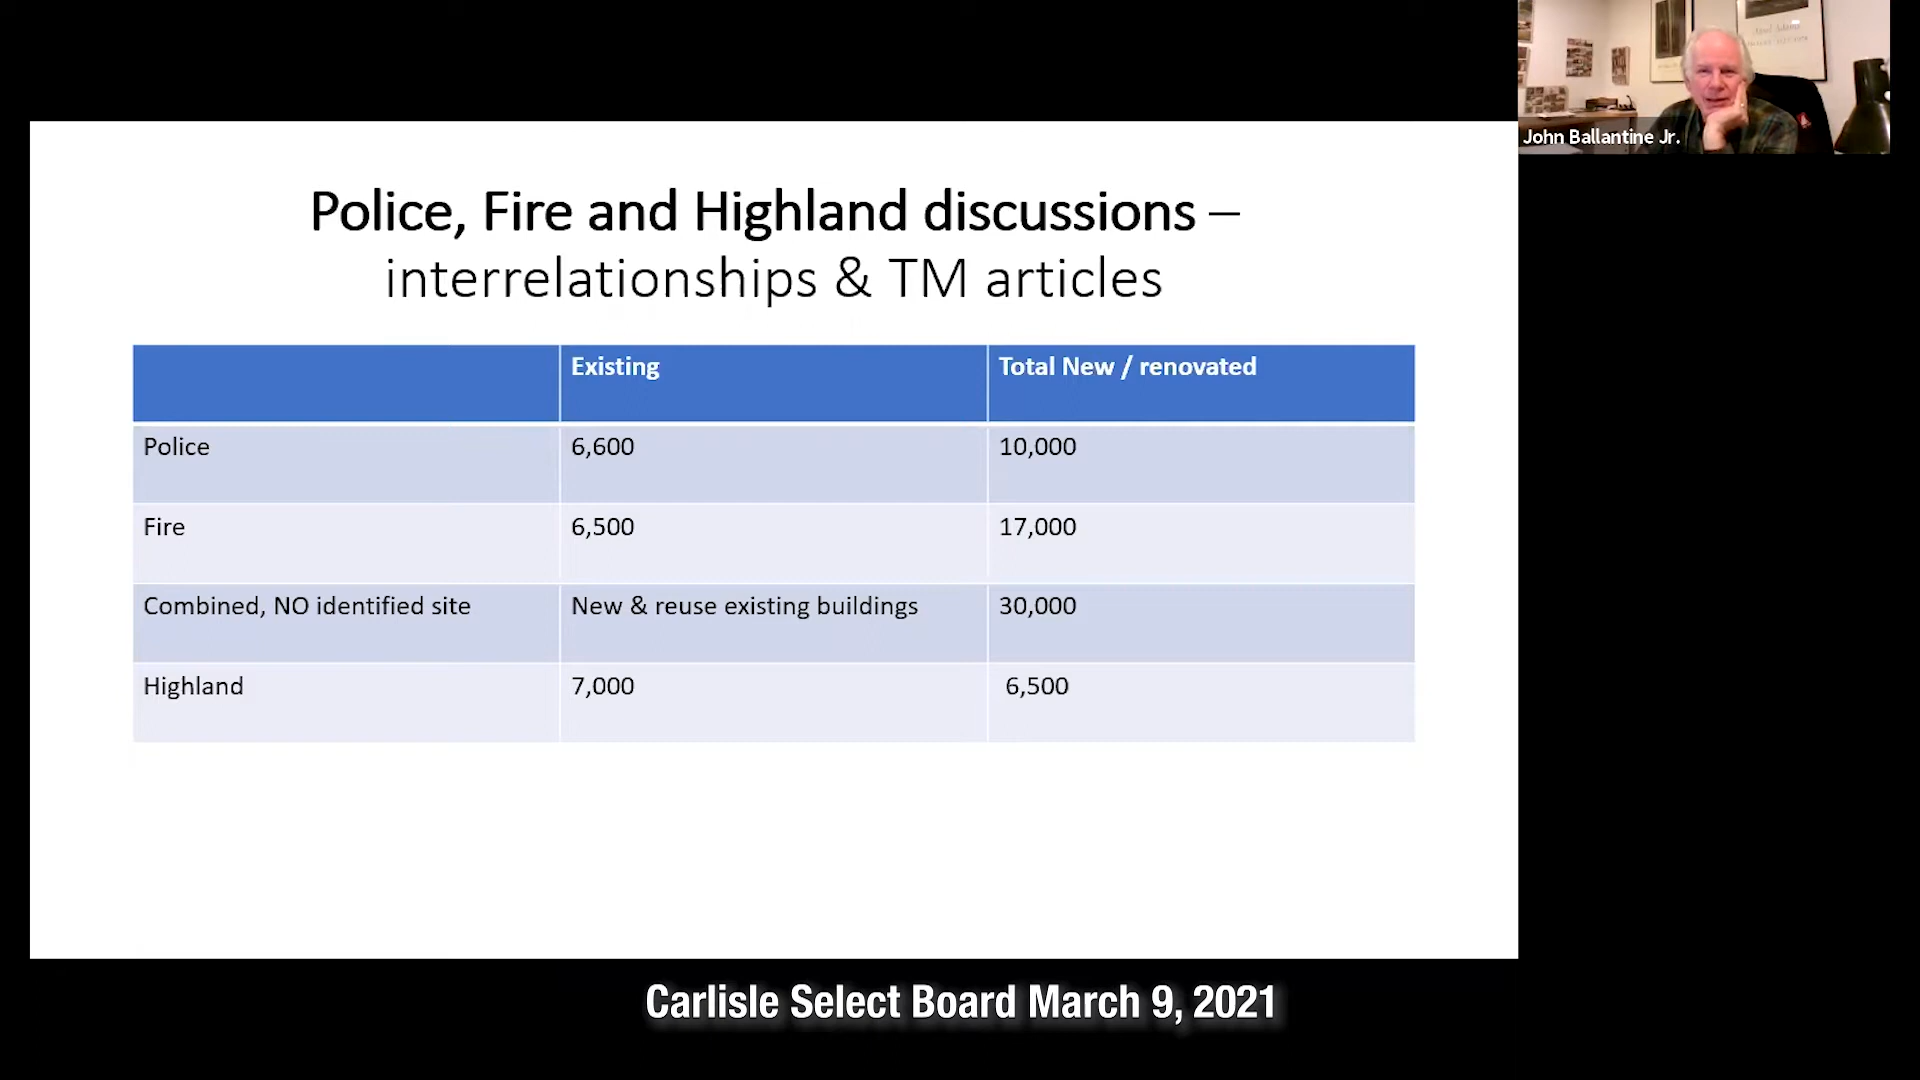 John Ballantine Jr.
Police, Fire and Highland discussions –
interrelationships & TM articles
Existing
Total New / renovated
Police
6,600
10,000
Fire
6,500
17,000
Combined, NO identified site
New & reuse existing buildings
30,000
Highland
7,000
6,500
Carlisle Select Board March 9, 2021